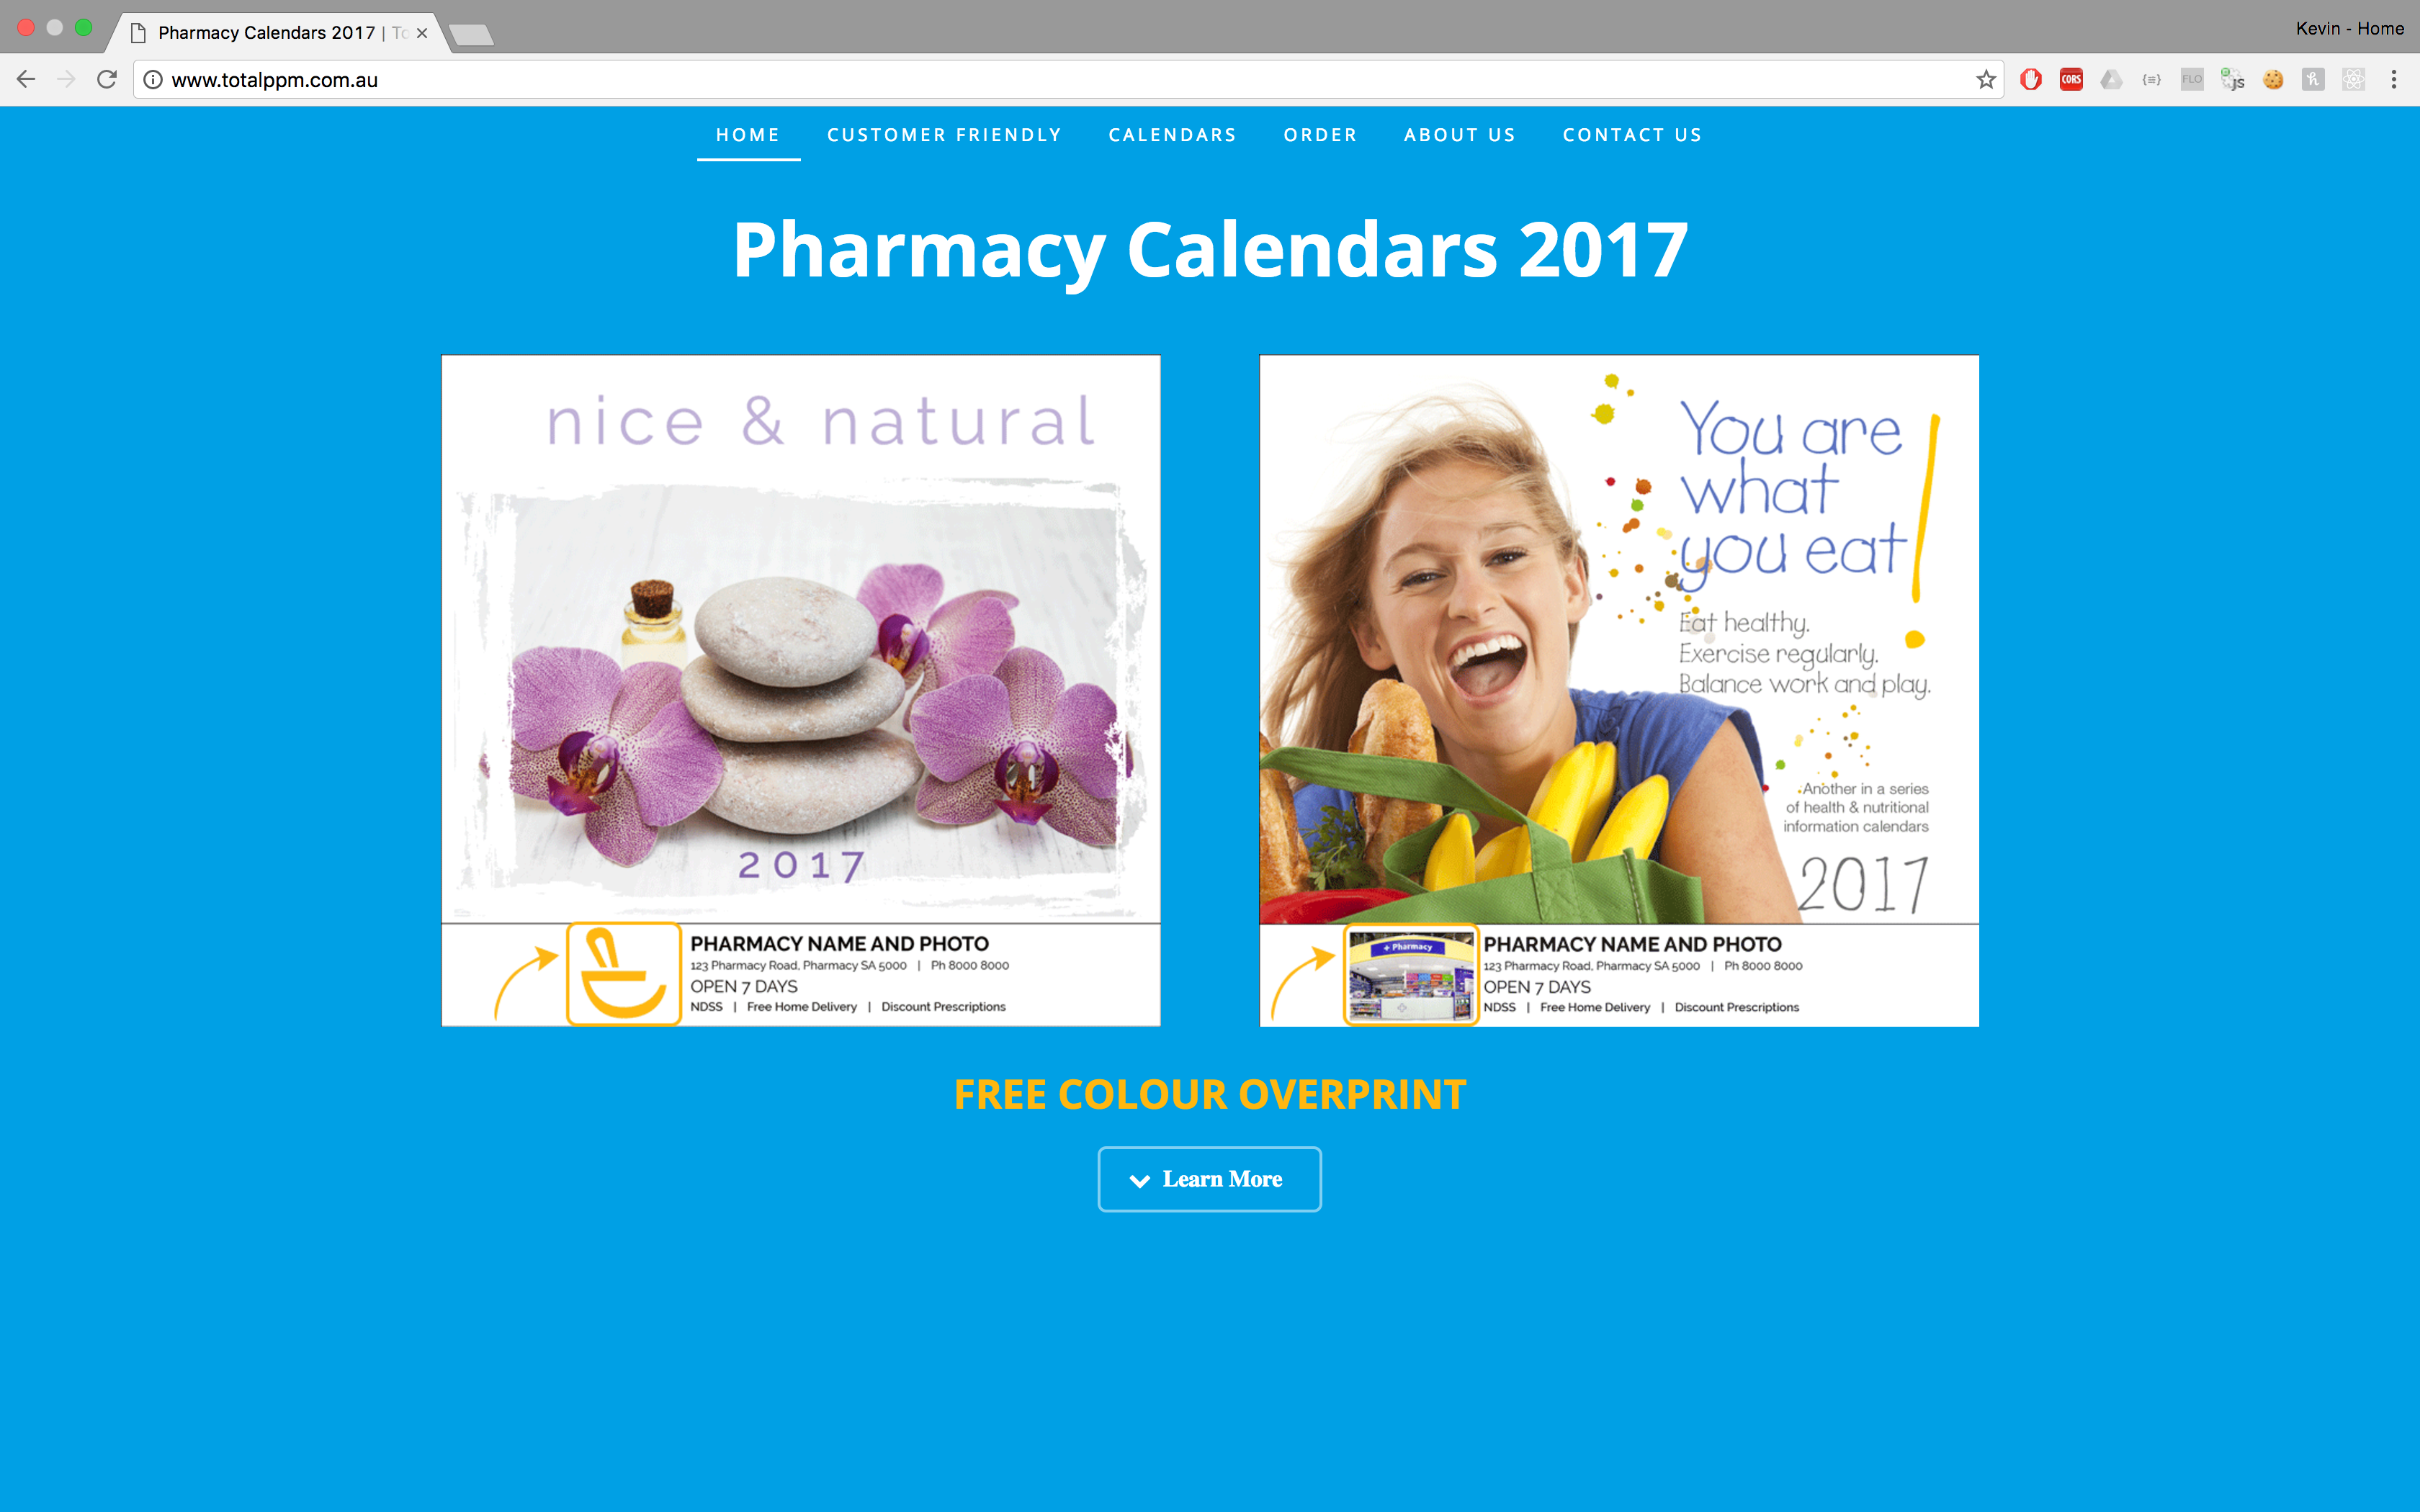 Pharmacy Calendars 2017 | To
Kevin - Home
www.totalppm.com.au
CORS
{≡}
FLO
JS
h
HOME
CUSTOMER FRIENDLY
CALENDARS
ORDER
ABOUT US
CONTACT US
Pharmacy Calendars 2017
nice & natural
2017
PHARMACY NAME AND PHOTO
123 Pharmacy Road, Pharmacy SA 5000 | Ph 8000 8000
OPEN 7 DAYS
NDSS | Free Home Delivery | Discount Prescriptions
You are
what
you eat!
Eat healthy.
Exercise regularly.
Balance work and play.
Another in a series
of health & nutritional
information calendars
2017
+ Pharmacy
PHARMACY NAME AND PHOTO
123 Pharmacy Road, Pharmacy SA 5000 | Ph 8000 8000
OPEN 7 DAYS
NDSS | Free Home Delivery | Discount Prescriptions
FREE COLOUR OVERPRINT
Learn More